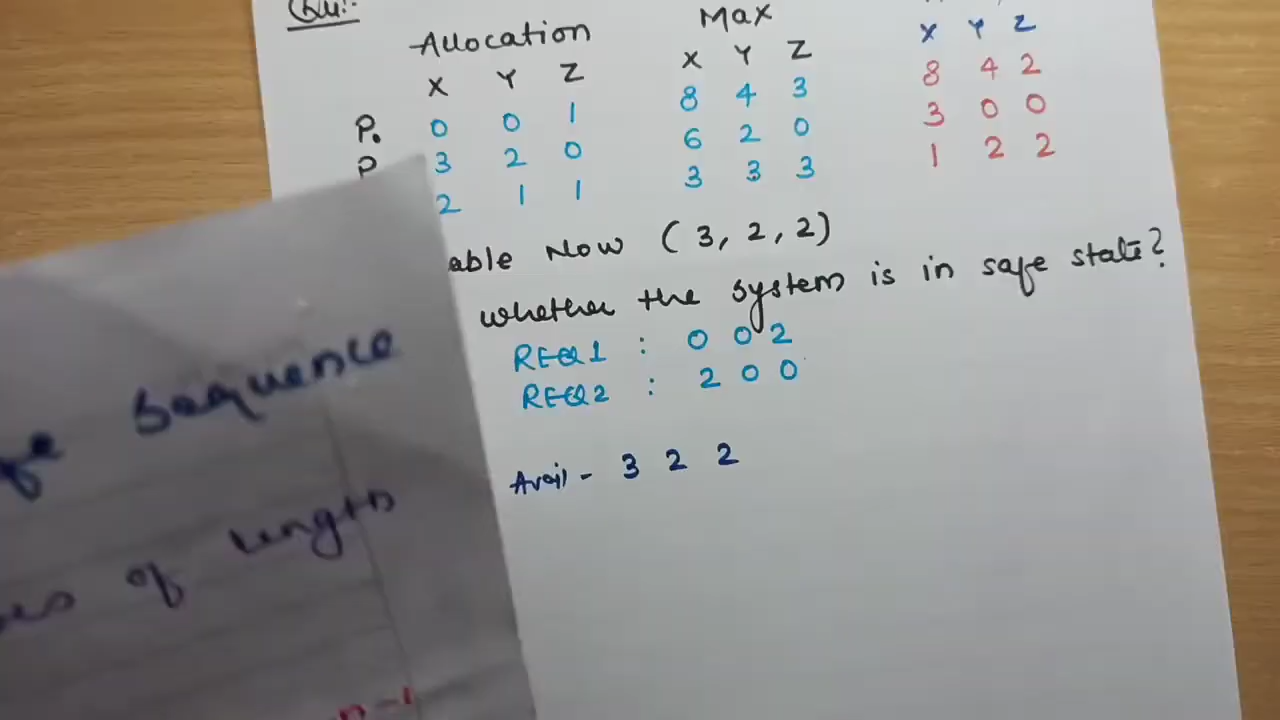 Qu:-
Allocation Max
X Y Z X Y Z X Y Z
P0 0 0 1 8 4 3 8 4 2
P 3 2 0 6 2 0 3 0 0
2 1 1 3 3 3 1 2 2
able Now (3, 2, 2)
whether the system is in safe state?
REQ1 : 0 0 2
REQ2 : 2 0 0
Avail - 3 2 2
sequence
of length
n-1